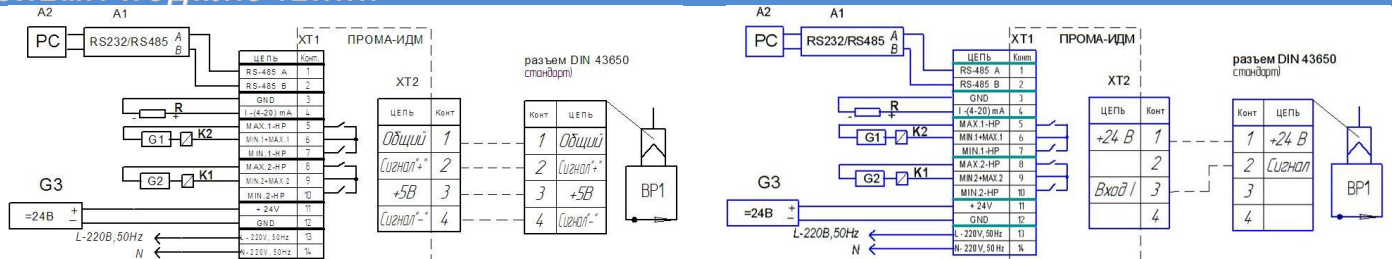 A2 A1
PC RS232/RS485 A B
XT1 ПРОМА-ИДМ
ЦЕПЬ Конт.
RS-485 A 1
RS-485 B 2
GND 3
I -(4-20) mA 4
MAX.1-HP 5
MIN.1+MAX.1 6
MIN.1-HP 7
MAX.2-HP 8
MIN.2+MAX.2 9
MIN.2-HP 10
+ 24V 11
GND 12
L - 220V, 50Hz 13
N- 220V, 50Hz 14
R
- +
G1 K2
G2 K1
G3
=24В + −
L-220В,50Hz
N
XT2
ЦЕПЬ Конт
Общий 1
Сигнал"+" 2
+5В 3
Сигнал"-" 4
разъем DIN 43650
стандарт)
Конт ЦЕПЬ
1 Общий
2 Сигнал"+"
3 +5В
4 Сигнал"-"
BP1
A2 A1
PC RS232/RS485 A B
XT1 ПРОМА-ИДМ
ЦЕПЬ Конт
RS-485 A 1
RS-485 B 2
GND 3
I -(4-20) mA 4
MAX.1-HP 5
MIN.1+MAX.1 6
MIN.1-HP 7
MAX.2-HP 8
MIN.2+MAX.2 9
MIN.2-HP 10
+ 24V 11
GND 12
L - 220V, 50Hz 13
N- 220V, 50Hz 14
R
- +
G1 K2
G2 K1
G3
=24В + −
L-220В,50Hz
N
XT2
ЦЕПЬ Конт
+24 В 1
2
Вход I 3
4
разъем DIN 43650
стандарт)
Конт ЦЕПЬ
1 +24 В
2 Сигнал
3
4
BP1